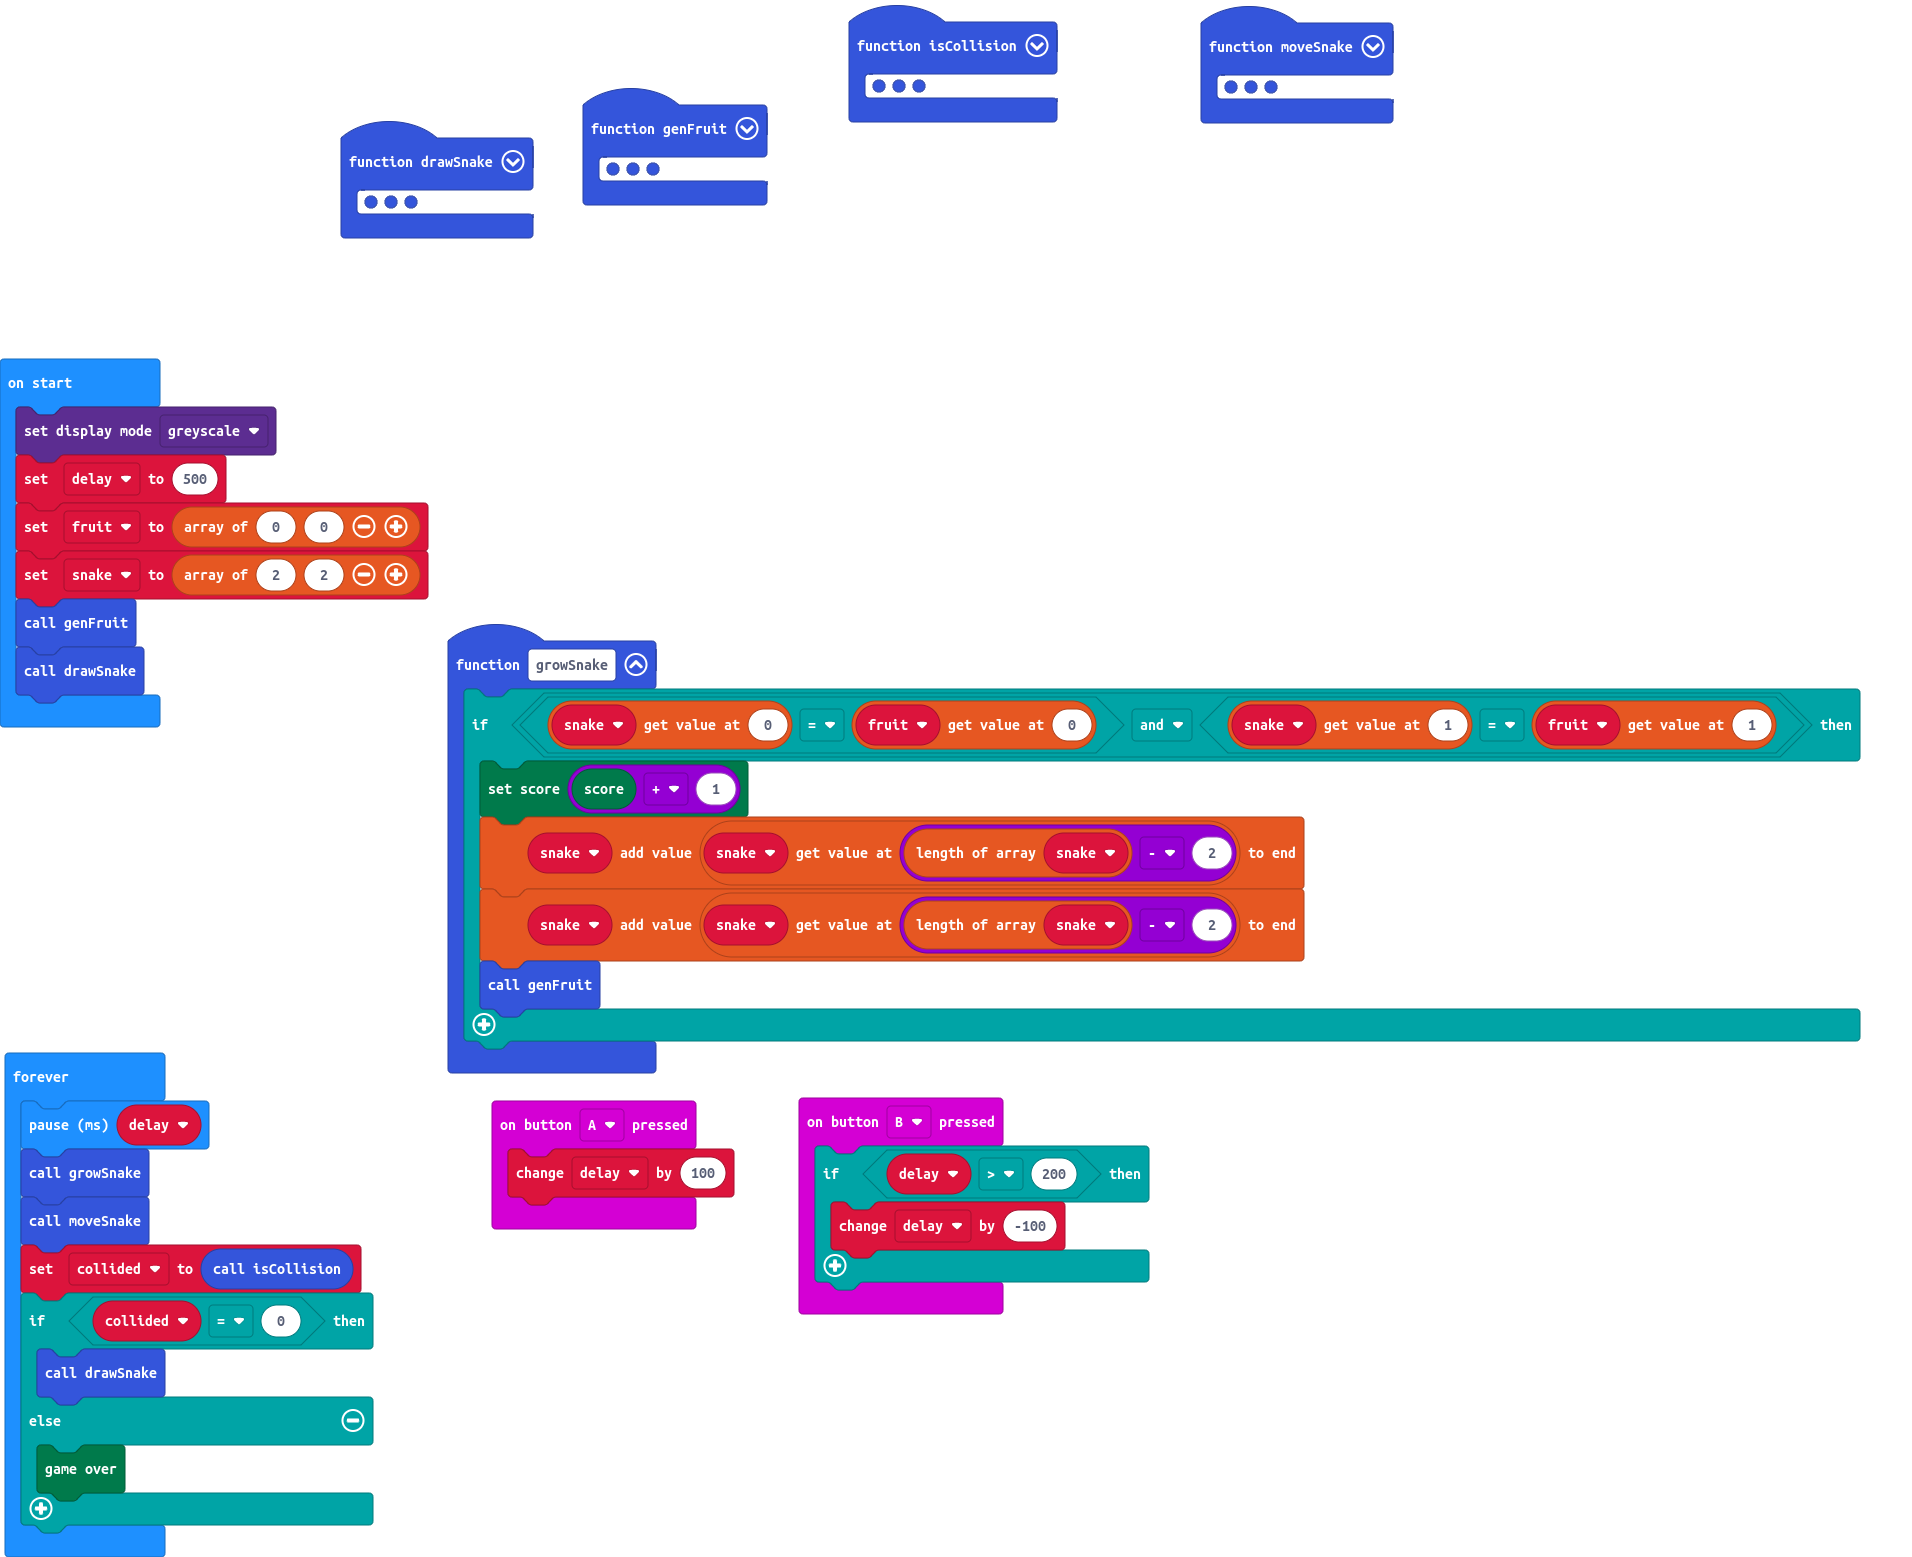 function isCollision
function moveSnake
function genFruit
function drawSnake
on start
set display mode greyscale
set delay to 500
set fruit to array of 0 0
set snake to array of 2 2
call genFruit
call drawSnake
function growSnake
if snake get value at 0 = fruit get value at 0 and snake get value at 1 = fruit get value at 1 then
set score score + 1
snake add value snake get value at length of array snake - 2 to end
snake add value snake get value at length of array snake - 2 to end
call genFruit
forever
pause (ms) delay
call growSnake
call moveSnake
set collided to call isCollision
if collided = 0 then
call drawSnake
else
game over
on button A pressed
change delay by 100
on button B pressed
if delay > 200 then
change delay by -100